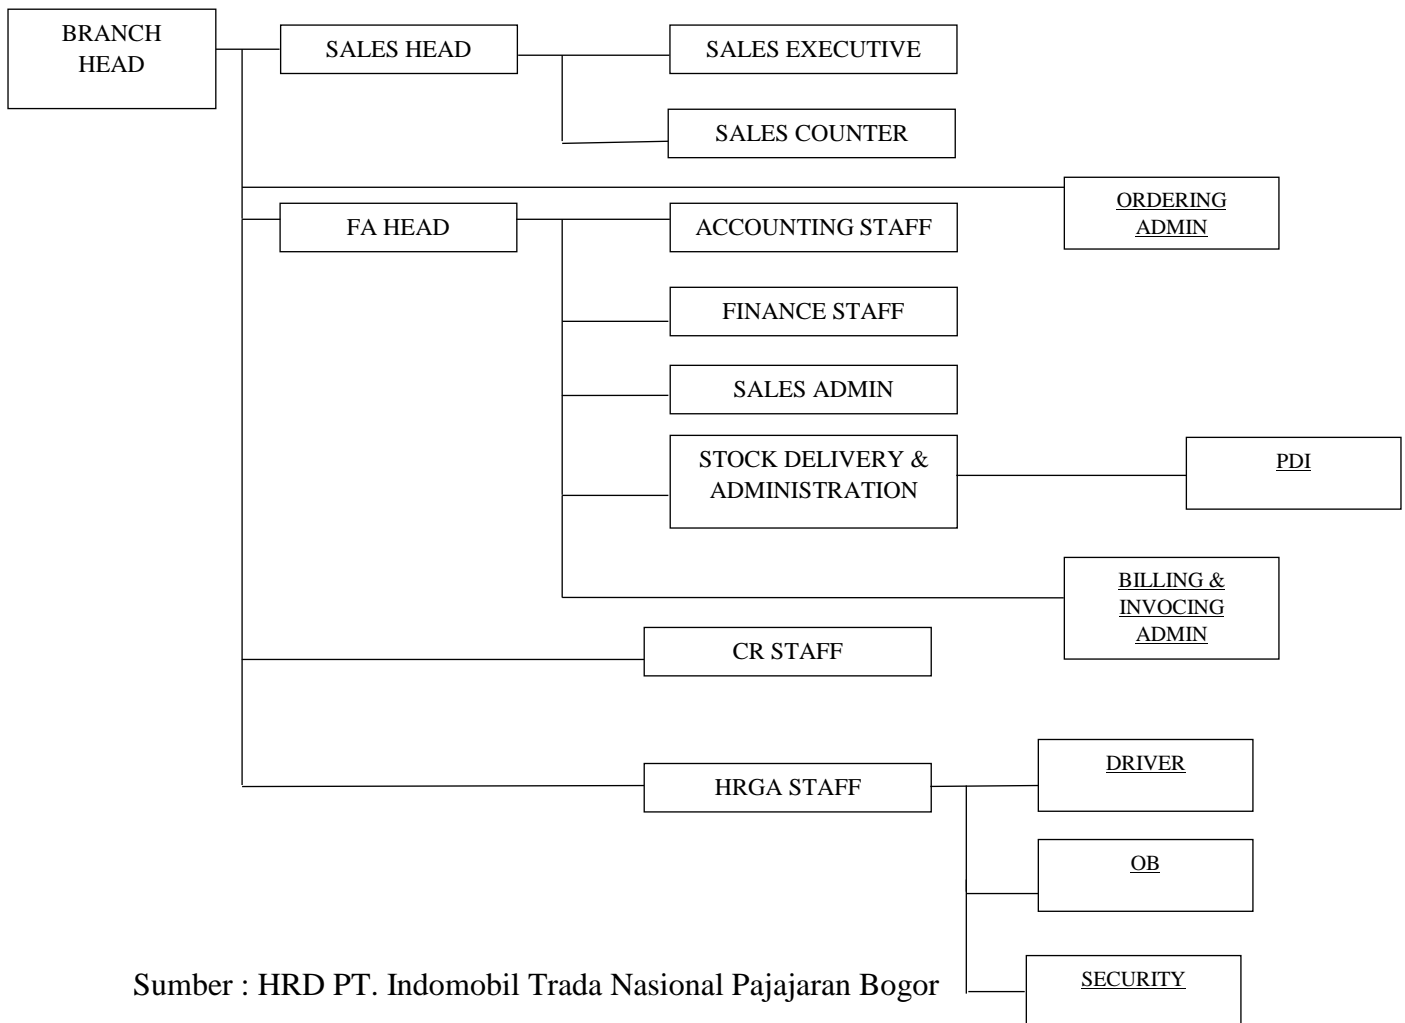 BRANCH
HEAD
SALES HEAD
SALES EXECUTIVE
SALES COUNTER
ORDERING
ADMIN
FA HEAD
ACCOUNTING STAFF
FINANCE STAFF
SALES ADMIN
STOCK DELIVERY &
ADMINISTRATION
PDI
BILLING &
INVOCING
ADMIN
CR STAFF
HRGA STAFF
DRIVER
OB
SECURITY
Sumber : HRD PT. Indomobil Trada Nasional Pajajaran Bogor